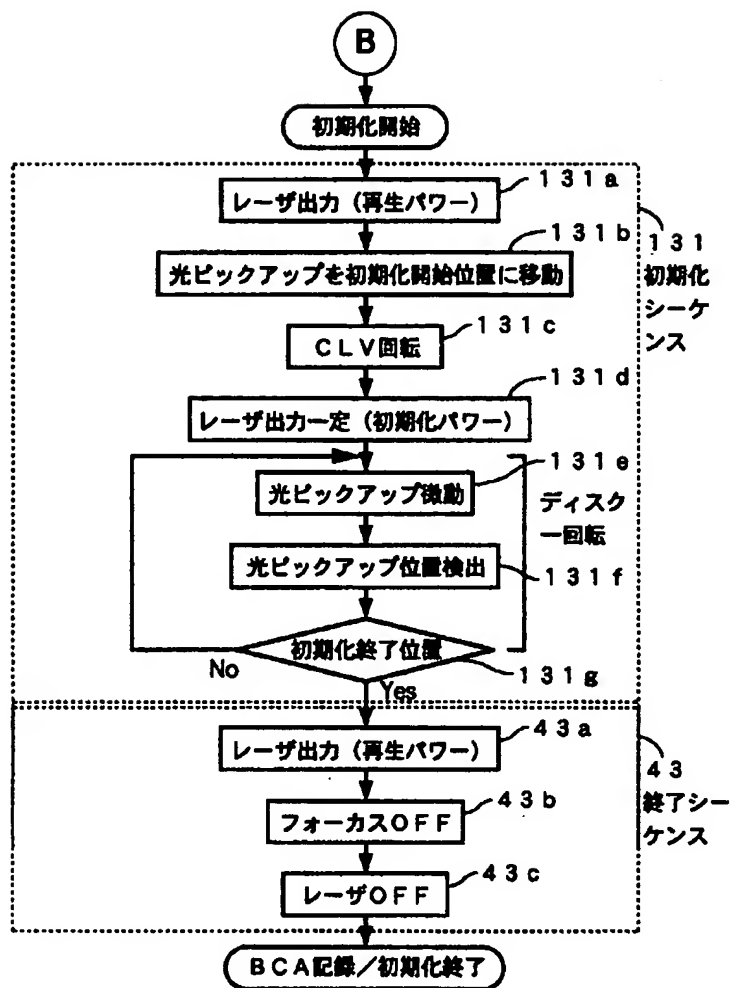 B
初期化開始
131a
レーザ出力（再生パワー）
131b
131
初期化
シーケ
ンス
光ピックアップを初期化開始位置に移動
131c
CLV回転
131d
レーザ出力一定（初期化パワー）
131e
光ピックアップ微動
ディスク
一回転
光ピックアップ位置検出
131f
初期化終了位置
No
131g
Yes
43a
レーザ出力（再生パワー）
43
終了シー
ケンス
43b
フォーカスOFF
43c
レーザOFF
BCA記録／初期化終了